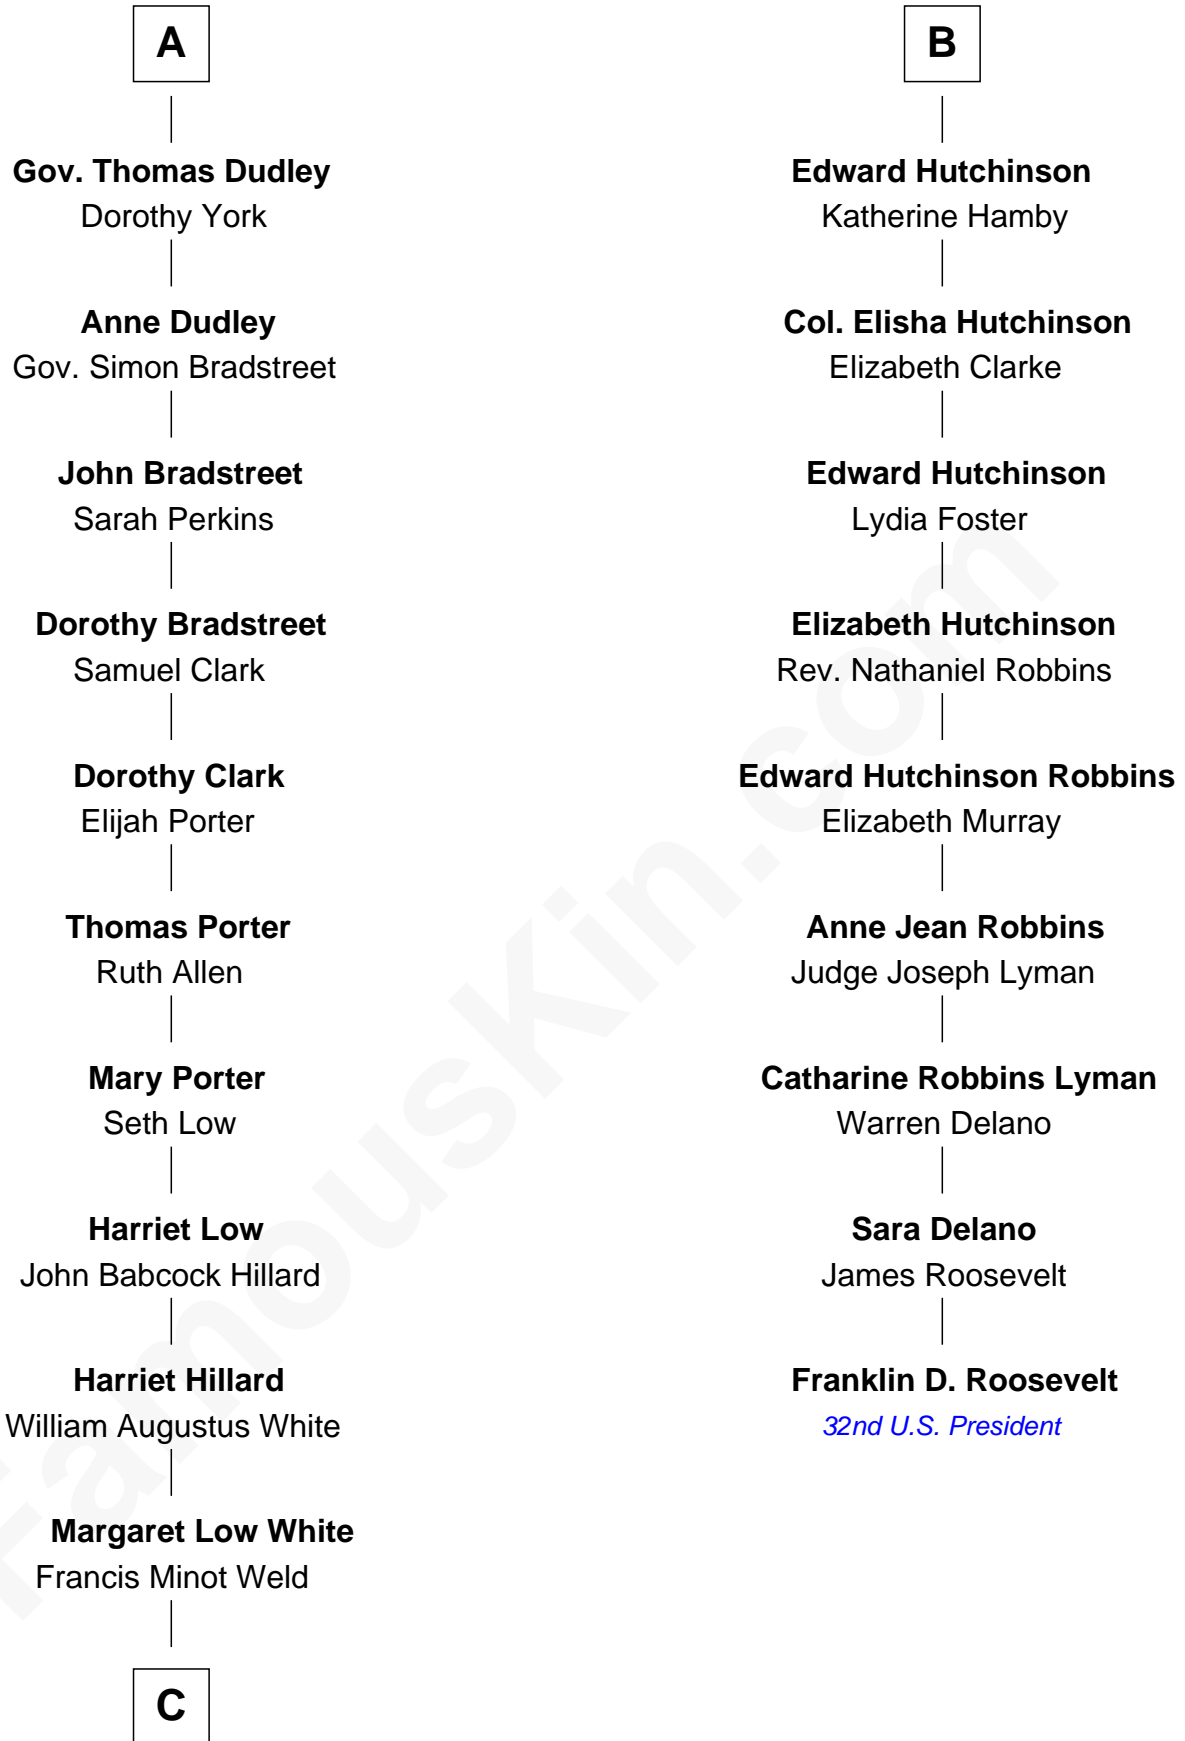 A
Gov. Thomas Dudley
Dorothy York
Anne Dudley
Gov. Simon Bradstreet
John Bradstreet
Sarah Perkins
Dorothy Bradstreet
Samuel Clark
Dorothy Clark
Elijah Porter
Thomas Porter
Ruth Allen
Mary Porter
Seth Low
Harriet Low
John Babcock Hillard
Harriet Hillard
William Augustus White
Margaret Low White
Francis Minot Weld
C
B
Edward Hutchinson
Katherine Hamby
Col. Elisha Hutchinson
Elizabeth Clarke
Edward Hutchinson
Lydia Foster
Elizabeth Hutchinson
Rev. Nathaniel Robbins
Edward Hutchinson Robbins
Elizabeth Murray
Anne Jean Robbins
Judge Joseph Lyman
Catharine Robbins Lyman
Warren Delano
Sara Delano
James Roosevelt
Franklin D. Roosevelt
32nd U.S. President
FamousKin.com